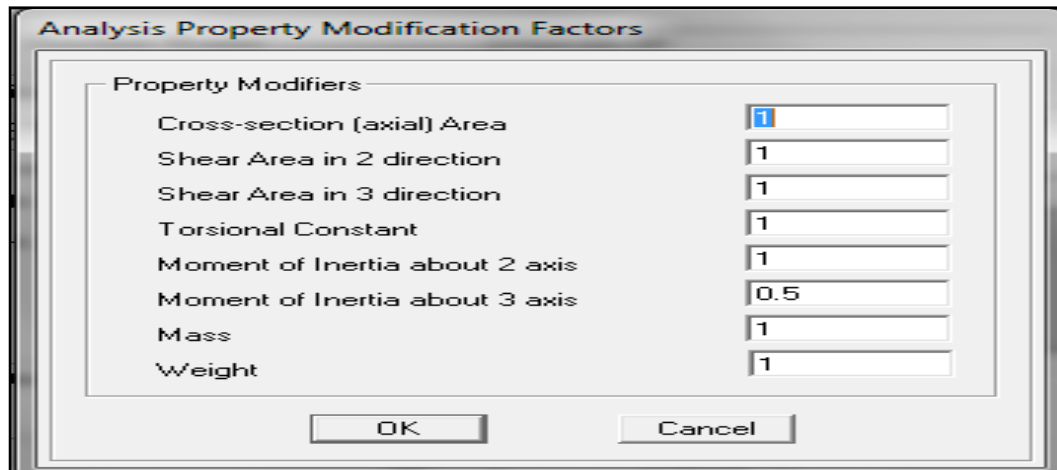 Analysis Property Modification Factors
Property Modifiers
Cross-section (axial) Area 1
Shear Area in 2 direction 1
Shear Area in 3 direction 1
Torsional Constant 1
Moment of Inertia about 2 axis 1
Moment of Inertia about 3 axis 0.5
Mass 1
Weight 1
OK Cancel